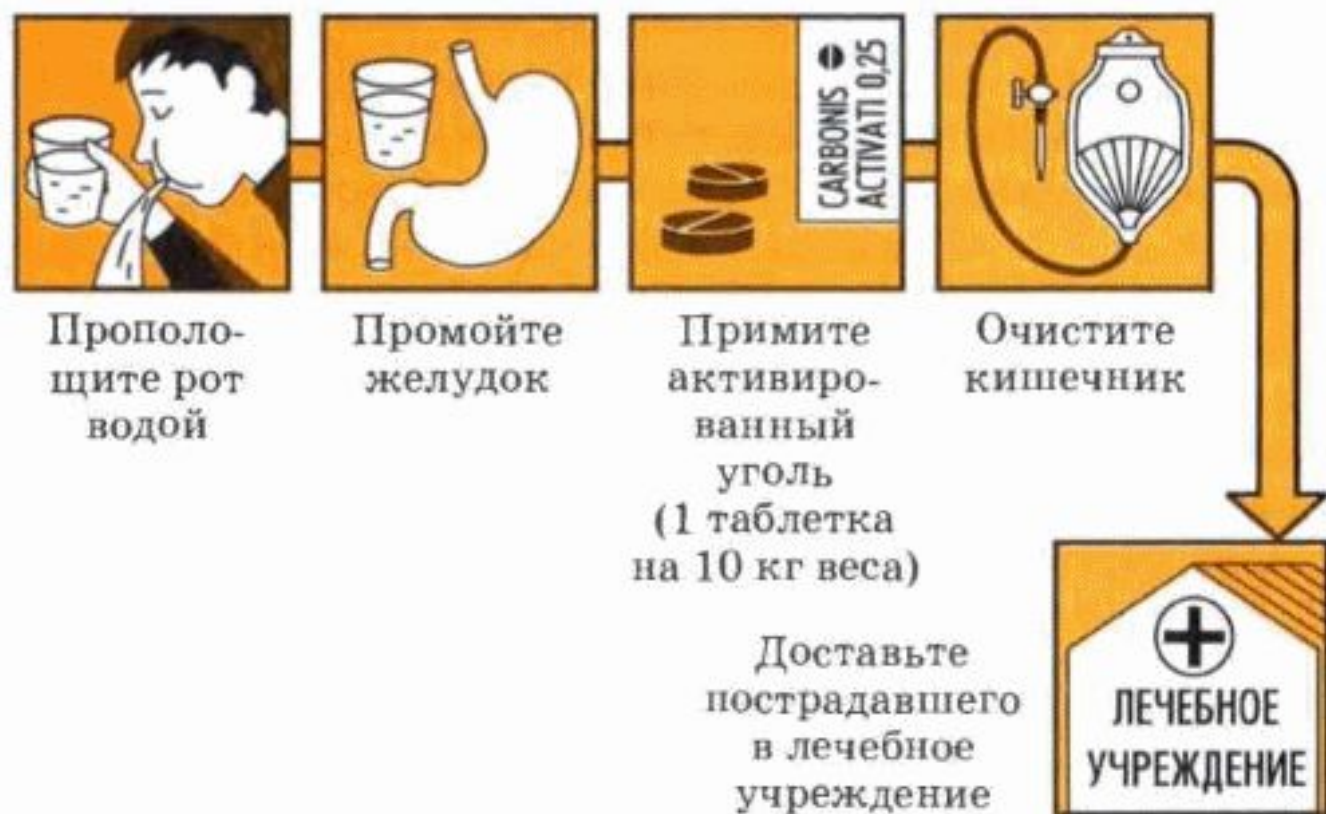 CARBONIS
ACTIVATI 0,25
Прополо-
щите рот
водой
Промойте
желудок
Примите
активиро-
ванный
уголь
(1 таблетка
на 10 кг веса)
Очистите
кишечник
Доставьте
пострадавшего
в лечебное
учреждение
ЛЕЧЕБНОЕ
УЧРЕЖДЕНИЕ